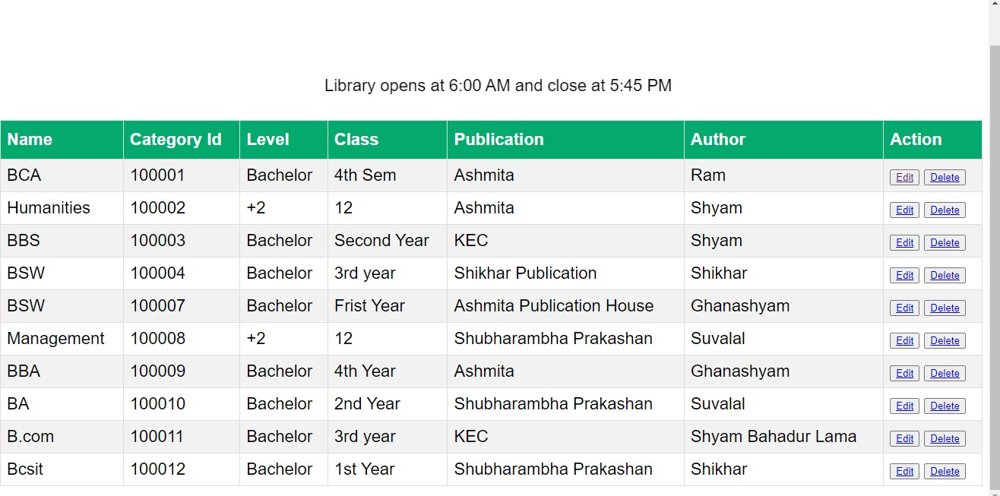 Library opens at 6:00 AM and close at 5:45 PM
Name Category Id Level Class Publication Author Action
BCA 100001 Bachelor 4th Sem Ashmita Ram Edit Delete
Humanities 100002 +2 12 Ashmita Shyam Edit Delete
BBS 100003 Bachelor Second Year KEC Shyam Edit Delete
BSW 100004 Bachelor 3rd year Shikhar Publication Shikhar Edit Delete
BSW 100007 Bachelor Frist Year Ashmita Publication House Ghanashyam Edit Delete
Management 100008 +2 12 Shubharambha Prakashan Suvalal Edit Delete
BBA 100009 Bachelor 4th Year Ashmita Ghanashyam Edit Delete
BA 100010 Bachelor 2nd Year Shubharambha Prakashan Suvalal Edit Delete
B.com 100011 Bachelor 3rd year KEC Shyam Bahadur Lama Edit Delete
Bcsit 100012 Bachelor 1st Year Shubharambha Prakashan Shikhar Edit Delete